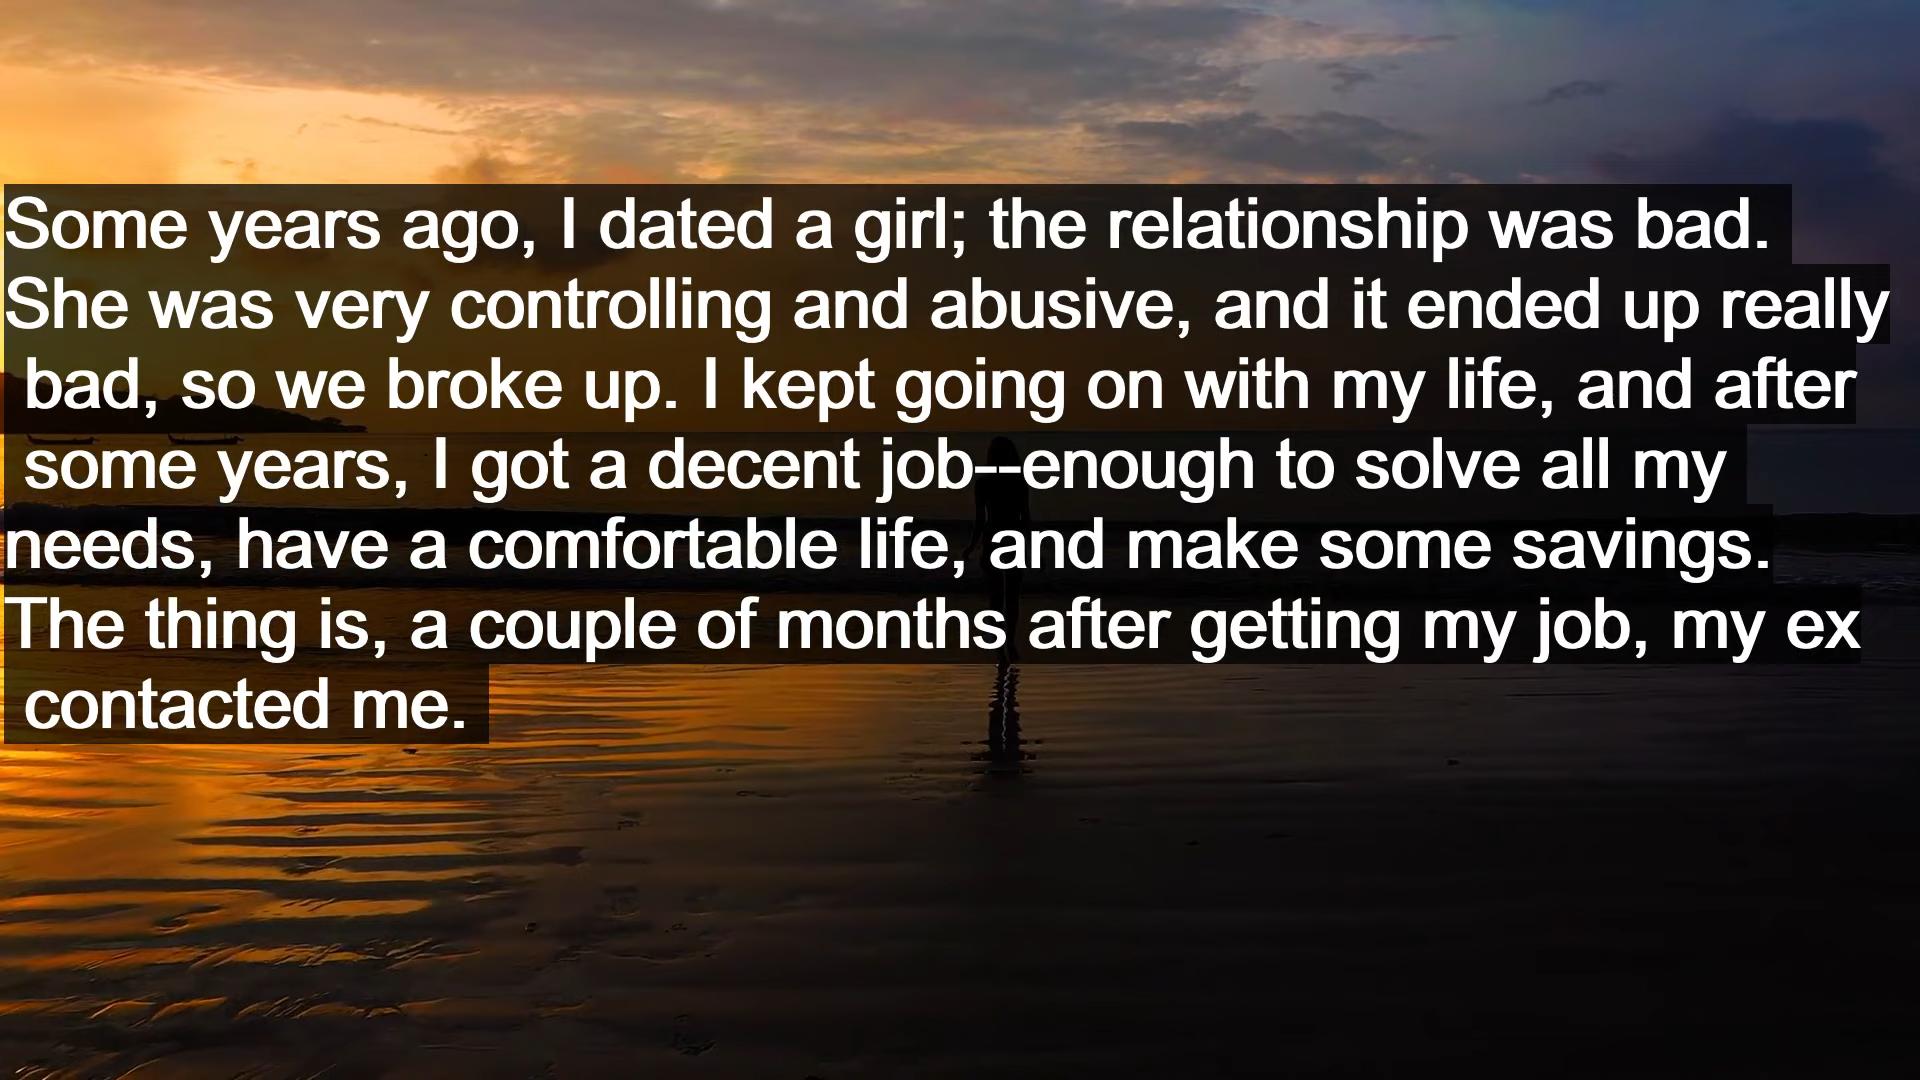 Some years ago, I dated a girl; the relationship was bad.
She was very controlling and abusive, and it ended up really
bad, so we broke up. I kept going on with my life, and after
some years, I got a decent job--enough to solve all my
needs, have a comfortable life, and make some savings.
The thing is, a couple of months after getting my job, my ex
contacted me.